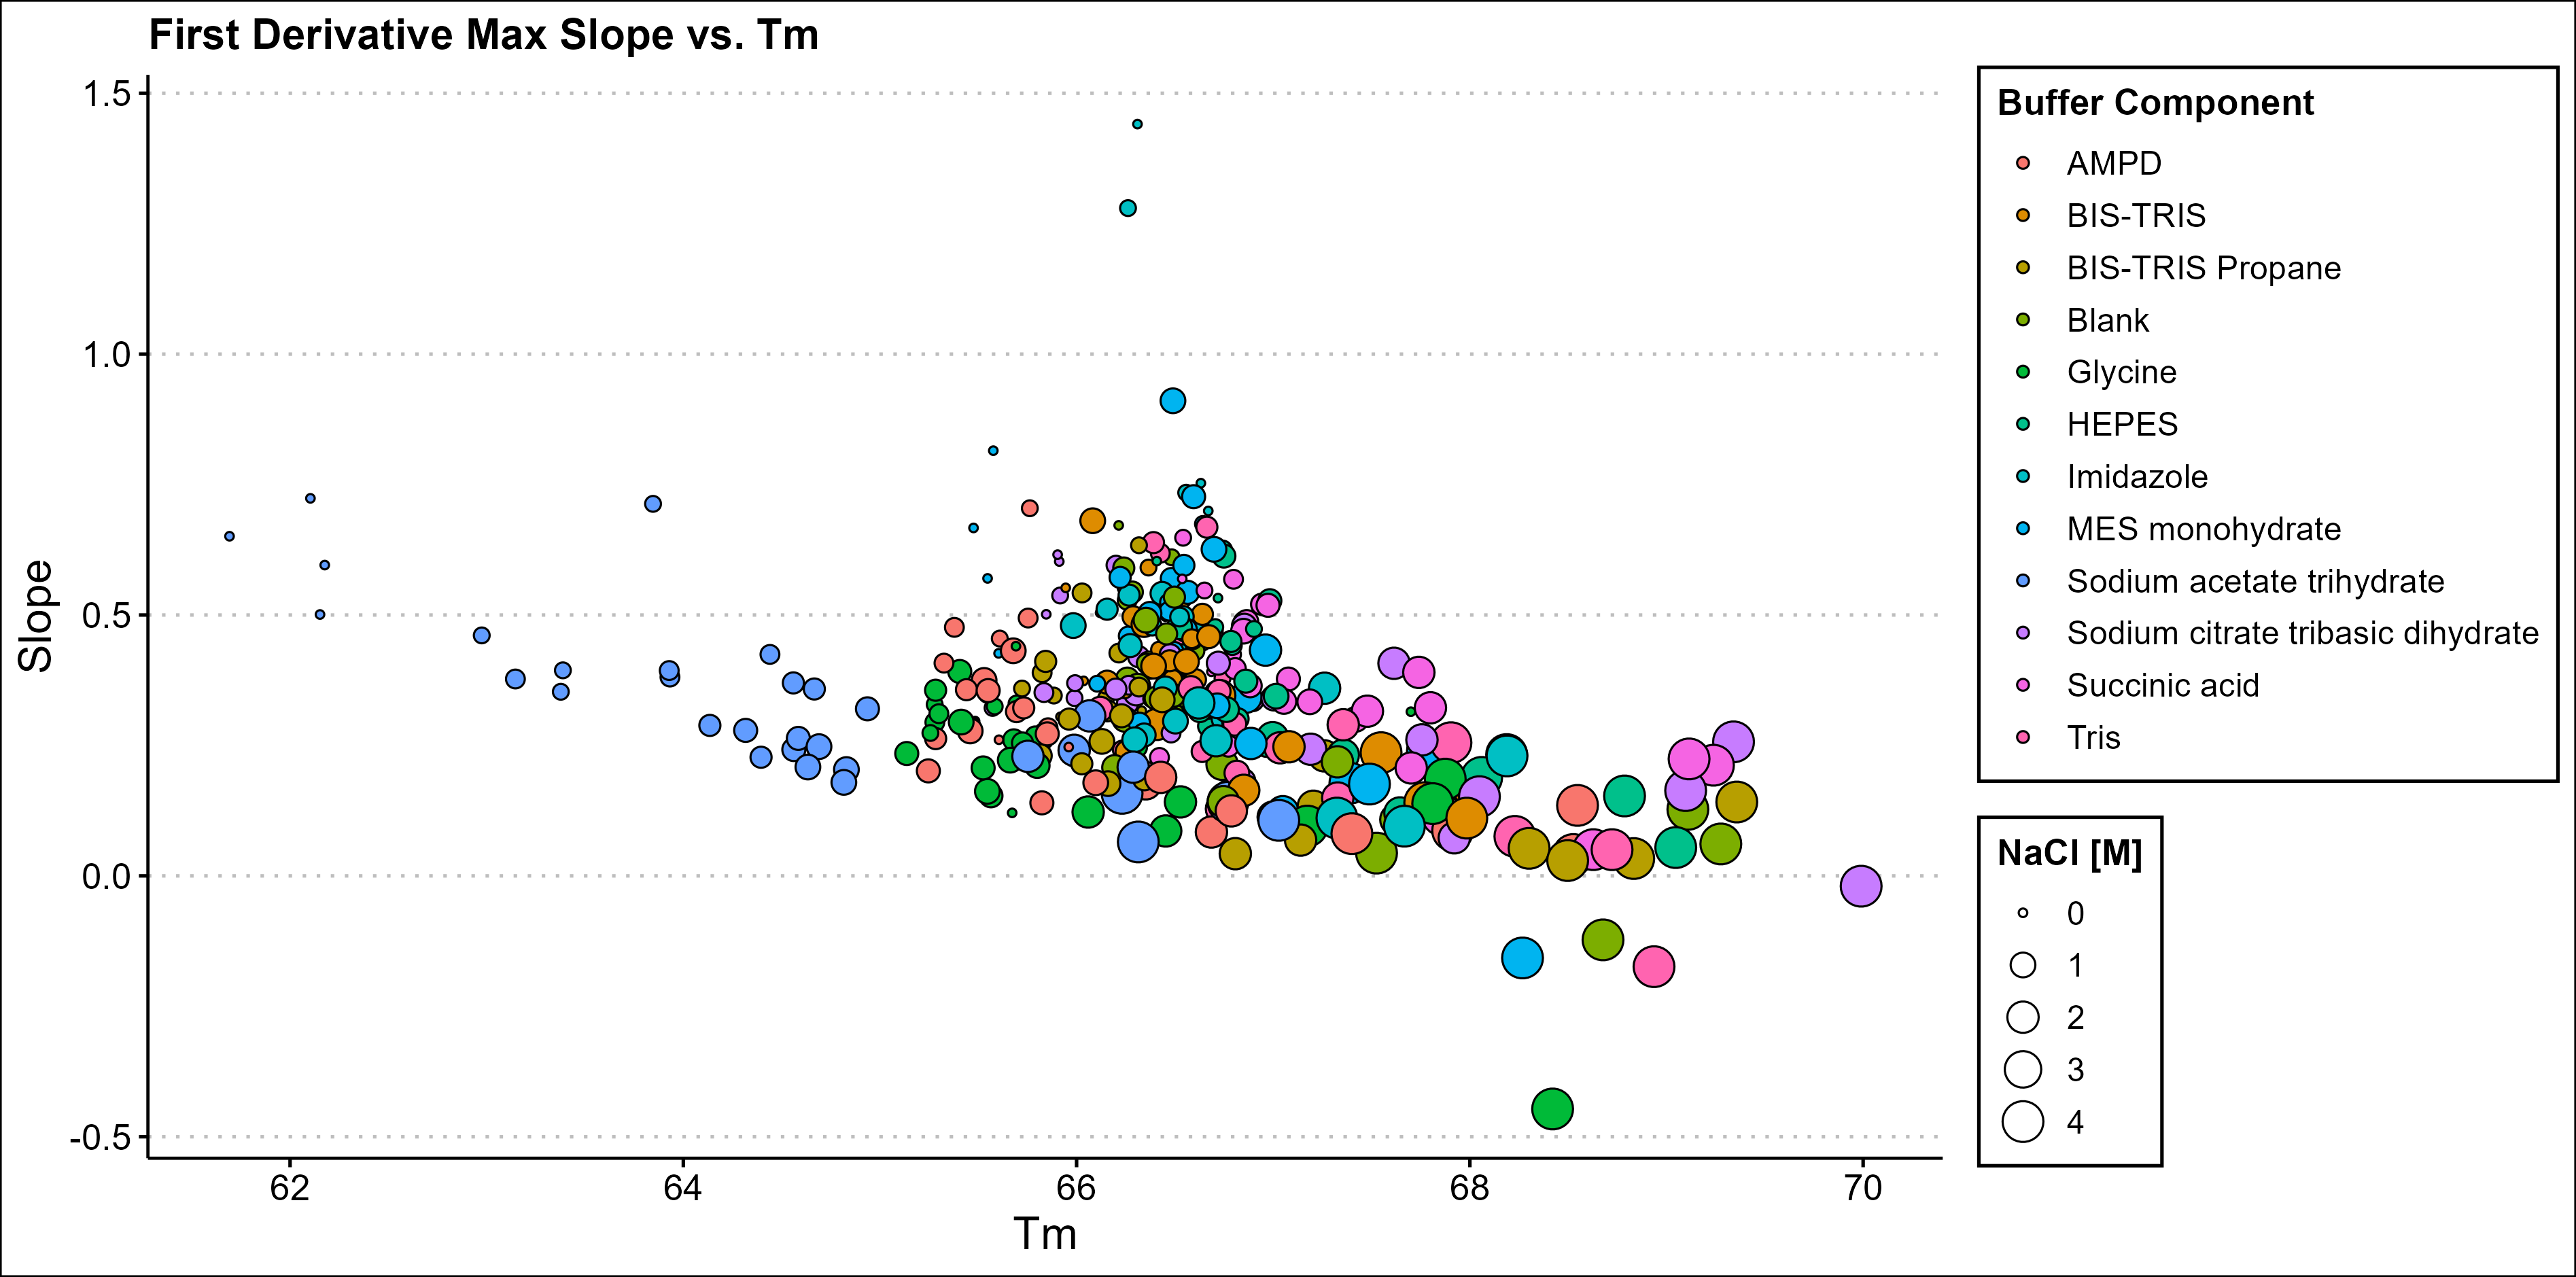 First Derivative Max Slope vs. Tm
1.5
1.0
0.5
0.0
-0.5
Slope
62 64 66 68 70
Tm
Buffer Component
AMPD
BIS-TRIS
BIS-TRIS Propane
Blank
Glycine
HEPES
Imidazole
MES monohydrate
Sodium acetate trihydrate
Sodium citrate tribasic dihydrate
Succinic acid
Tris
NaCl [M]
0
1
2
3
4